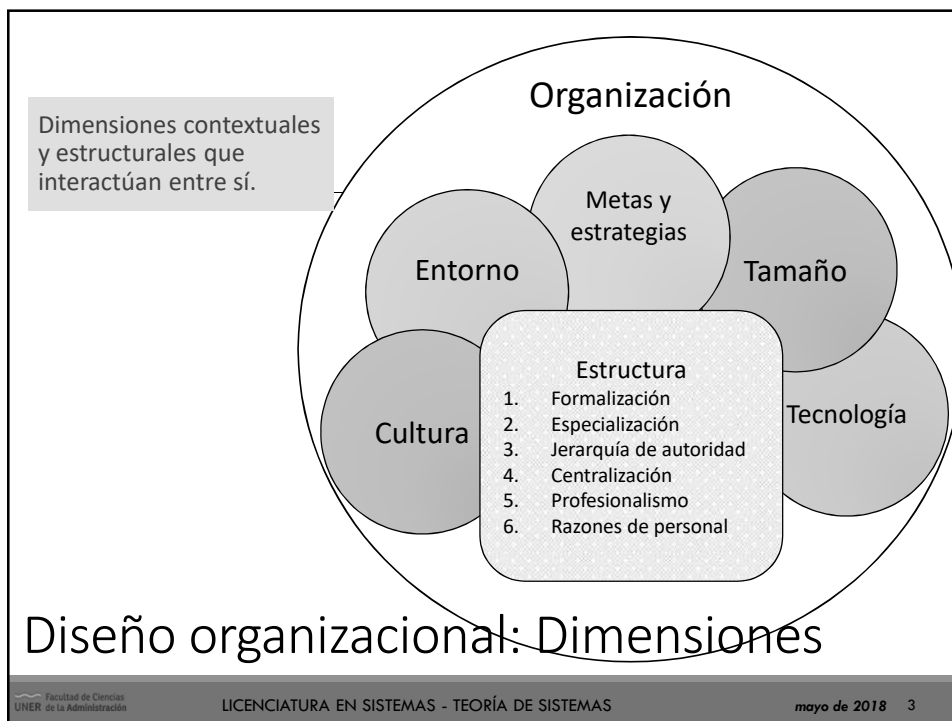 Organización
Dimensiones contextuales
y estructurales que
interactúan entre sí.
Metas y
estrategias
Entorno
Tamaño
Cultura
Tecnología
Estructura
1. Formalización
2. Especialización
3. Jerarquía de autoridad
4. Centralización
5. Profesionalismo
6. Razones de personal
Diseño organizacional: Dimensiones
UNER Facultad de Ciencias
de la Administración
LICENCIATURA EN SISTEMAS - TEORÍA DE SISTEMAS
mayo de 2018 3